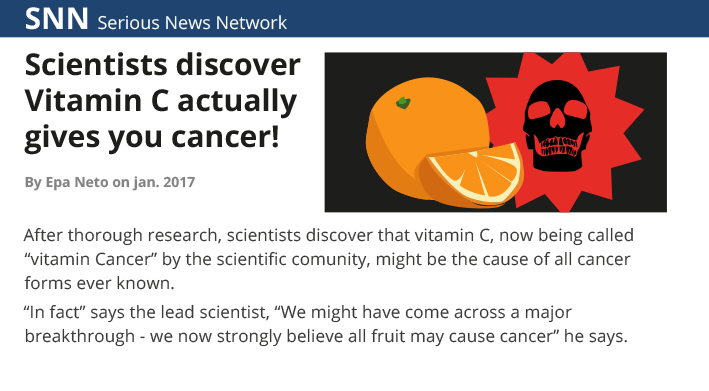 SNN Serious News Network
Scientists discover
Vitamin C actually
gives you cancer!
By Epa Neto on jan. 2017
After thorough research, scientists discover that vitamin C, now being called
“vitamin Cancer” by the scientific comunity, might be the cause of all cancer
forms ever known.
“In fact” says the lead scientist, “We might have come across a major
breakthrough - we now strongly believe all fruit may cause cancer” he says.